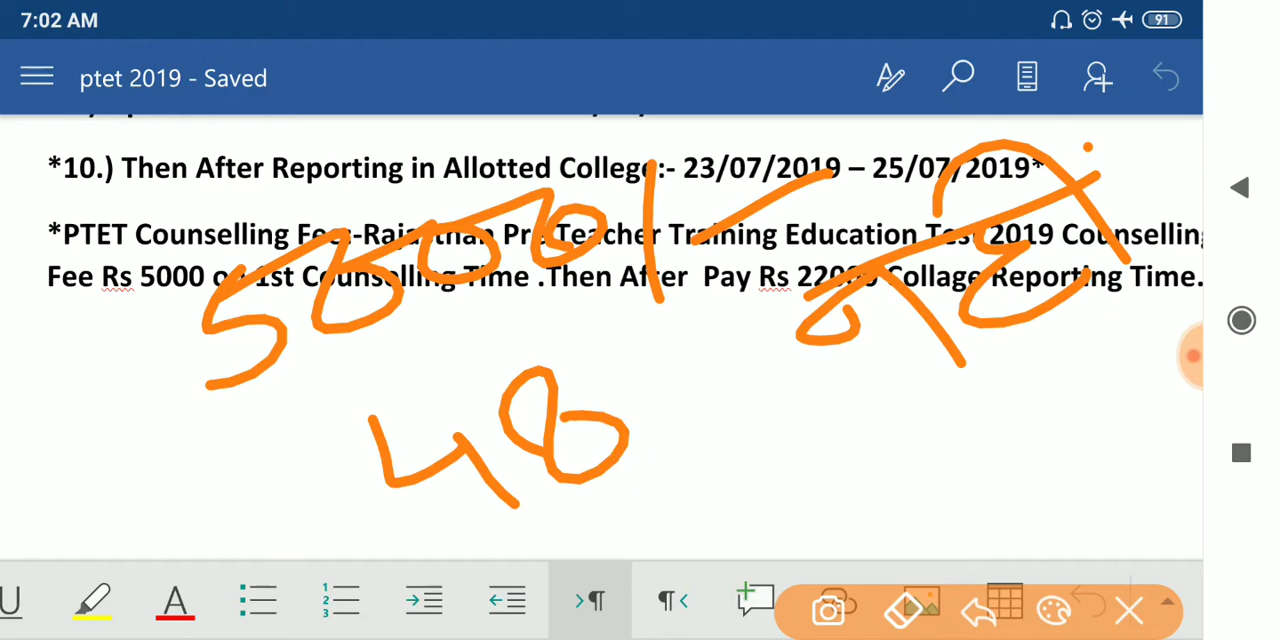 7:02 AM
91
ptet 2019 - Saved
*10.) Then After Reporting in Allotted College:- 23/07/2019 – 25/07/2019*
*PTET Counselling Fee:-Rajasthan Pre Teacher Training Education Test 2019 Counselling
Fee Rs 5000 on 1st Counselling Time .Then After Pay Rs 22000 Collage Reporting Time.
48
U
A